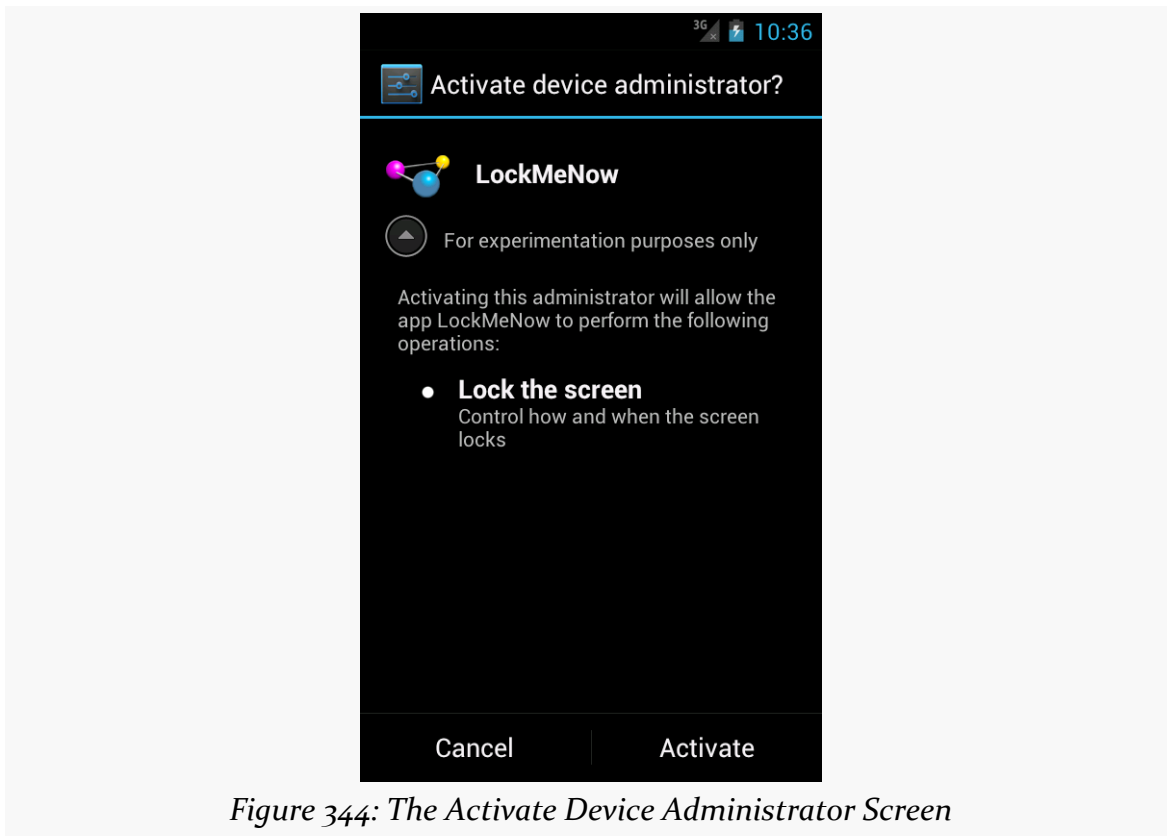 3G 10:36
Activate device administrator?
LockMeNow
For experimentation purposes only
Activating this administrator will allow the
app LockMeNow to perform the following
operations:
Lock the screen
Control how and when the screen
locks
Cancel Activate
Figure 344: The Activate Device Administrator Screen